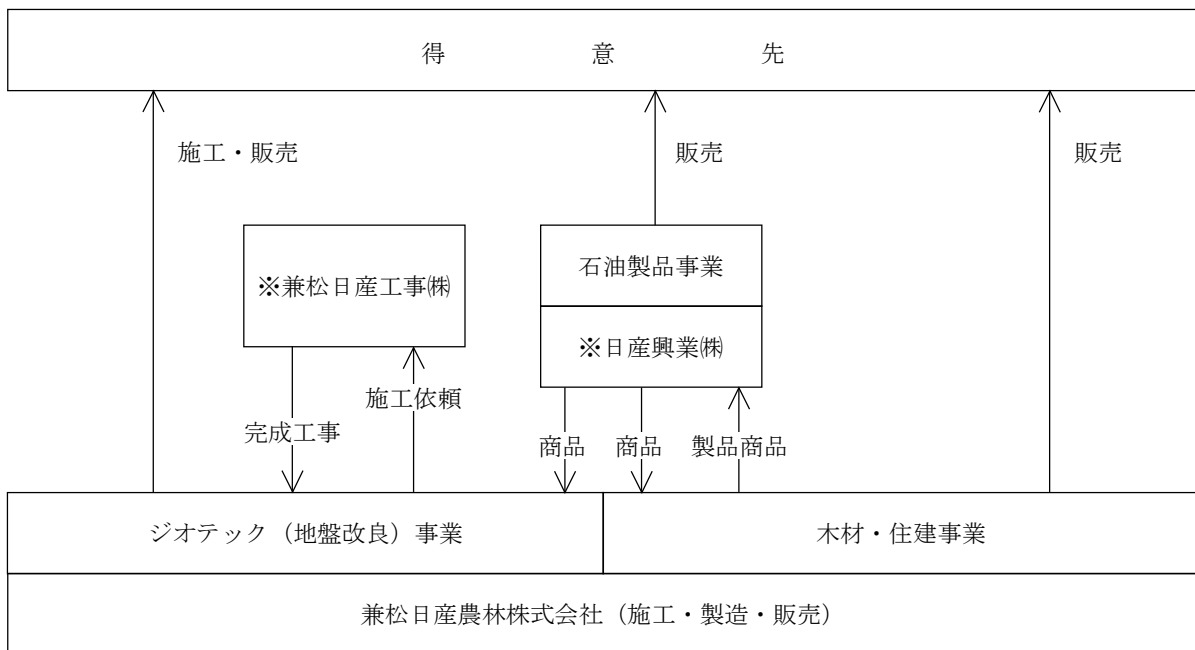 得意先
施工・販売
販売
販売
※兼松日産工事㈱
石油製品事業
※日産興業㈱
施工依頼
完成工事
商品
商品
製品商品
ジオテック（地盤改良）事業
木材・住建事業
兼松日産農林株式会社（施工・製造・販売）